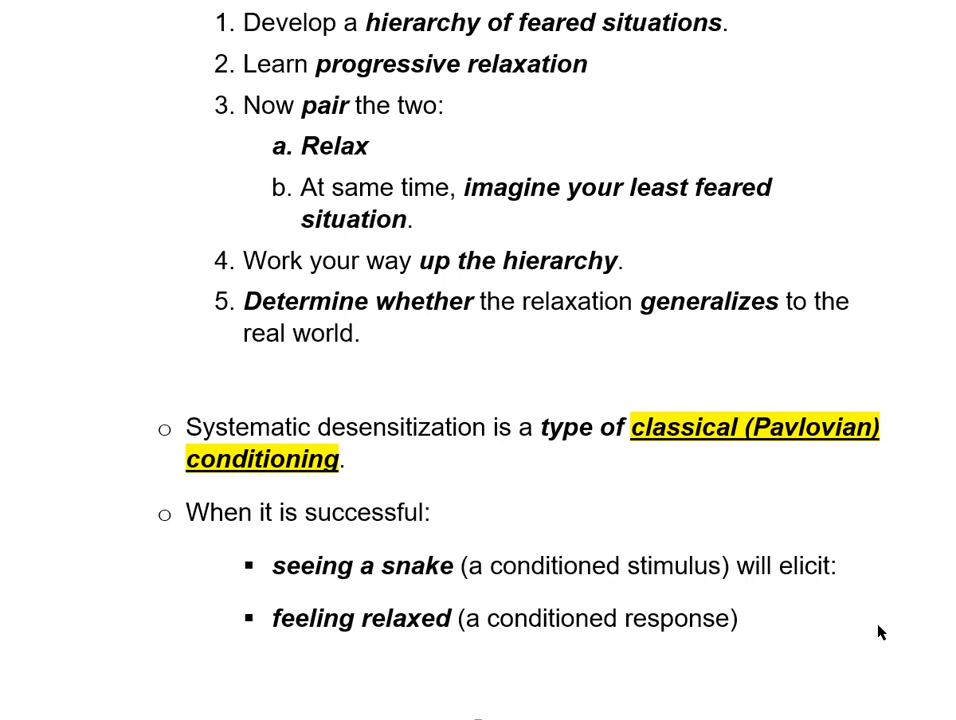 1. Develop a hierarchy of feared situations.
2. Learn progressive relaxation
3. Now pair the two:
a. Relax
b. At same time, imagine your least feared
situation.
4. Work your way up the hierarchy.
5. Determine whether the relaxation generalizes to the
real world.
o Systematic desensitization is a type of classical (Pavlovian)
conditioning.
o When it is successful:
▪ seeing a snake (a conditioned stimulus) will elicit:
▪ feeling relaxed (a conditioned response)